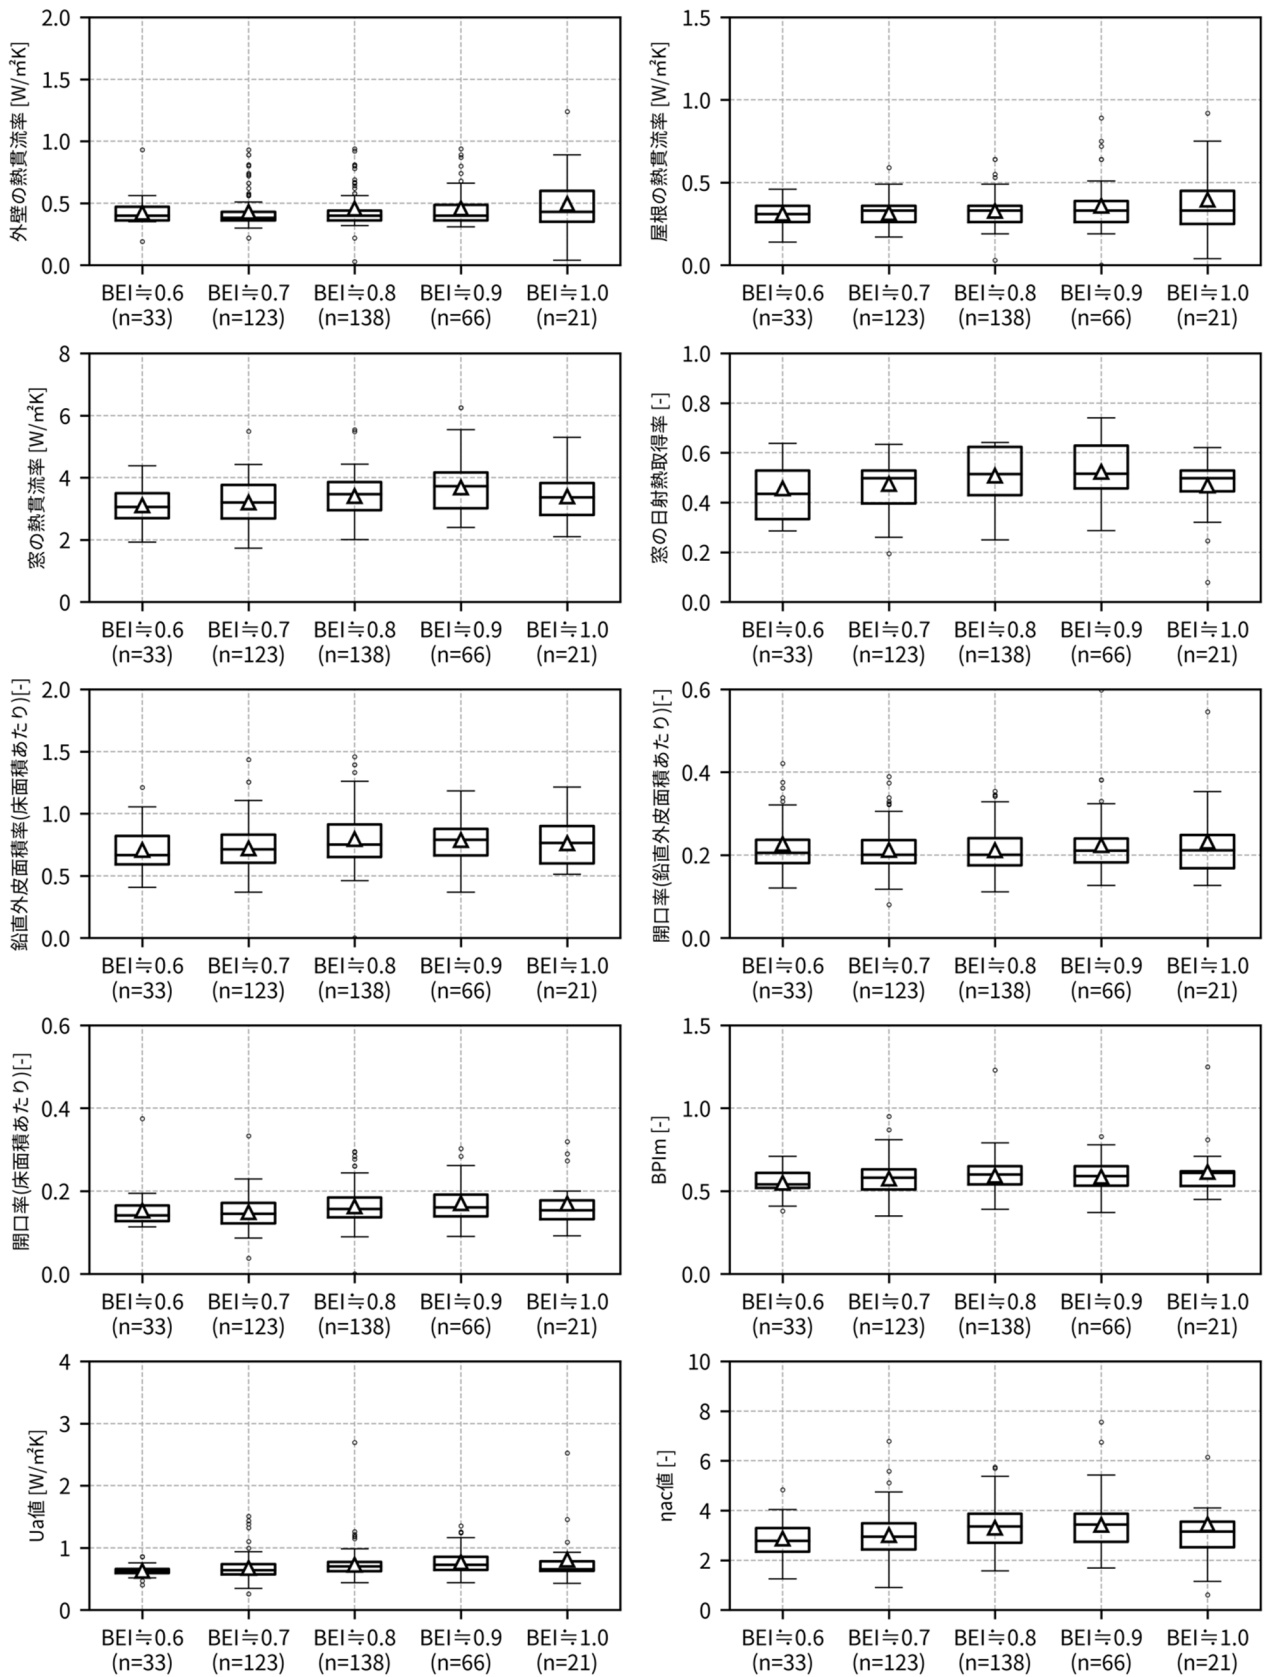 外壁の熱貫流率 [W/㎡K]
2.0
1.5
1.0
0.5
0.0
BEI≒0.6 BEI≒0.7 BEI≒0.8 BEI≒0.9 BEI≒1.0
(n=33) (n=123) (n=138) (n=66) (n=21)
屋根の熱貫流率 [W/㎡K]
1.5
1.0
0.5
0.0
BEI≒0.6 BEI≒0.7 BEI≒0.8 BEI≒0.9 BEI≒1.0
(n=33) (n=123) (n=138) (n=66) (n=21)
窓の熱貫流率 [W/㎡K]
8
6
4
2
0
BEI≒0.6 BEI≒0.7 BEI≒0.8 BEI≒0.9 BEI≒1.0
(n=33) (n=123) (n=138) (n=66) (n=21)
窓の日射熱取得率 [-]
1.0
0.8
0.6
0.4
0.2
0.0
BEI≒0.6 BEI≒0.7 BEI≒0.8 BEI≒0.9 BEI≒1.0
(n=33) (n=123) (n=138) (n=66) (n=21)
鉛直外皮面積率(床面積あたり)[-]
2.0
1.5
1.0
0.5
0.0
BEI≒0.6 BEI≒0.7 BEI≒0.8 BEI≒0.9 BEI≒1.0
(n=33) (n=123) (n=138) (n=66) (n=21)
開口率(鉛直外皮面積あたり)[-]
0.6
0.4
0.2
0.0
BEI≒0.6 BEI≒0.7 BEI≒0.8 BEI≒0.9 BEI≒1.0
(n=33) (n=123) (n=138) (n=66) (n=21)
開口率(床面積あたり)[-]
0.6
0.4
0.2
0.0
BEI≒0.6 BEI≒0.7 BEI≒0.8 BEI≒0.9 BEI≒1.0
(n=33) (n=123) (n=138) (n=66) (n=21)
BPIm [-]
1.5
1.0
0.5
0.0
BEI≒0.6 BEI≒0.7 BEI≒0.8 BEI≒0.9 BEI≒1.0
(n=33) (n=123) (n=138) (n=66) (n=21)
Ua値 [W/㎡K]
4
3
2
1
0
BEI≒0.6 BEI≒0.7 BEI≒0.8 BEI≒0.9 BEI≒1.0
(n=33) (n=123) (n=138) (n=66) (n=21)
ηac値 [-]
10
8
6
4
2
0
BEI≒0.6 BEI≒0.7 BEI≒0.8 BEI≒0.9 BEI≒1.0
(n=33) (n=123) (n=138) (n=66) (n=21)